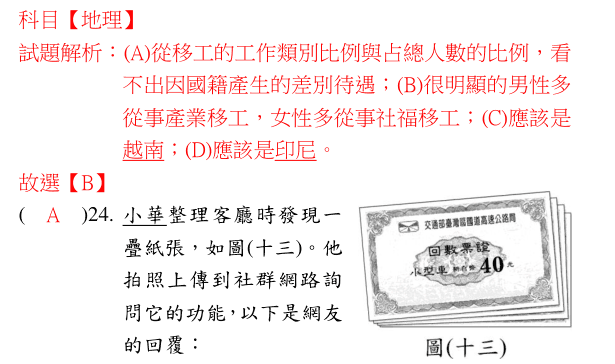 科目【地理】
試題解析：(A)從移工的工作類別比例與占總人數的比例，看
不出因國籍產生的差別待遇；(B)很明顯的男性多
從事產業移工，女性多從事社福移工；(C)應該是
越南；(D)應該是印尼。
故選【B】
( A )24. 小華整理客廳時發現一
疊紙張，如圖(十三)。他
拍照上傳到社群網路詢
問它的功能，以下是網友
的回覆：
交通部臺灣區國道高速公路局
回數票證
小型車 40元
圖(十三)